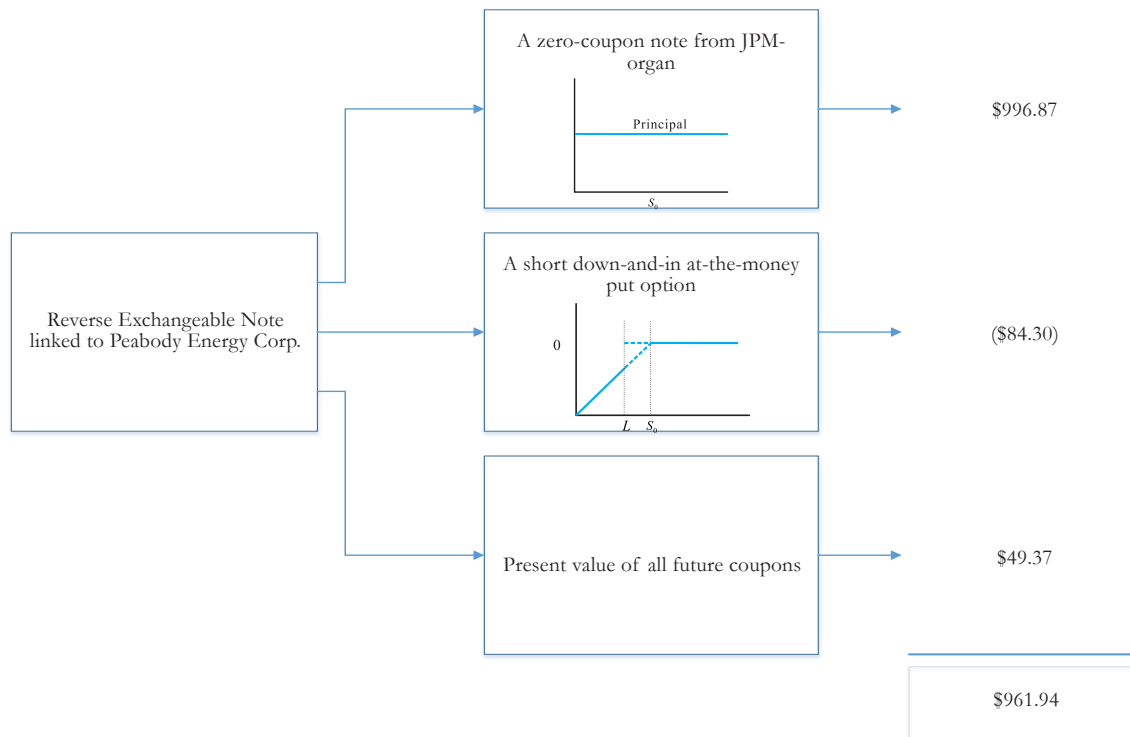 A zero-coupon note from JPM-
organ
Principal
S₀
$996.87
Reverse Exchangeable Note
linked to Peabody Energy Corp.
A short down-and-in at-the-money
put option
0
L S₀
($84.30)
Present value of all future coupons
$49.37
$961.94